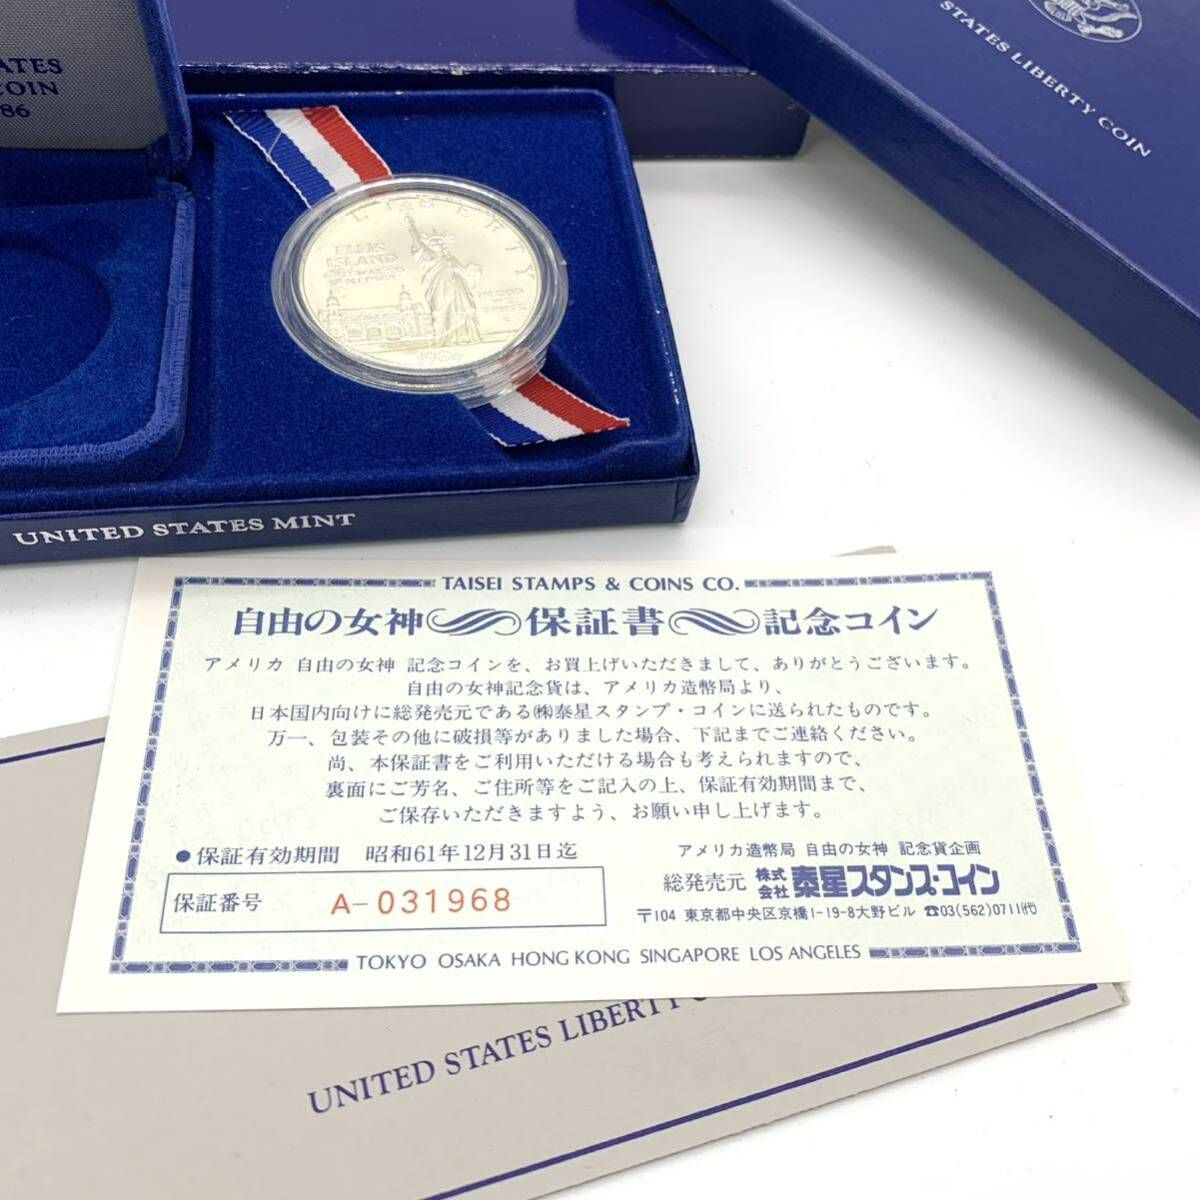 ATES
COIN
86
STATES LIBERTY COIN
LIBERTY
ELLIS
ISLAND
GATEWAY TO
AMERICA
IN GOD
WE
TRUST
1986
UNITED STATES MINT
TAISEI STAMPS & COINS CO.
自由の女神 保証書 記念コイン
アメリカ 自由の女神 記念コインを、お買上げいただきまして、ありがとうございます。
自由の女神記念貨は、アメリカ造幣局より、
日本国内向けに総発売元である㈱泰星スタンプ・コインに送られたものです。
万一、包装その他に破損等がありました場合、下記までご連絡ください。
尚、本保証書をご利用いただける場合も考えられますので、
裏面にご芳名、ご住所等をご記入の上、保証有効期間まで、
ご保存いただきますよう、お願い申し上げます。
●保証有効期間 昭和61年12月31日迄
保証番号 A-031968
アメリカ造幣局 自由の女神 記念貨企画
総発売元 株式会社 泰星スタンプ・コイン
〒104 東京都中央区京橋1-19-8大野ビル ☎03(562)0711㈹
TOKYO OSAKA HONG KONG SINGAPORE LOS ANGELES
UNITED STATES LIBERTY